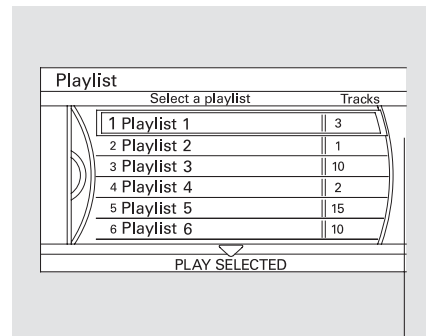 Playlist
Select a playlist Tracks
1 Playlist 1 3
2 Playlist 2 1
3 Playlist 3 10
4 Playlist 4 2
5 Playlist 5 15
6 Playlist 6 10
PLAY SELECTED